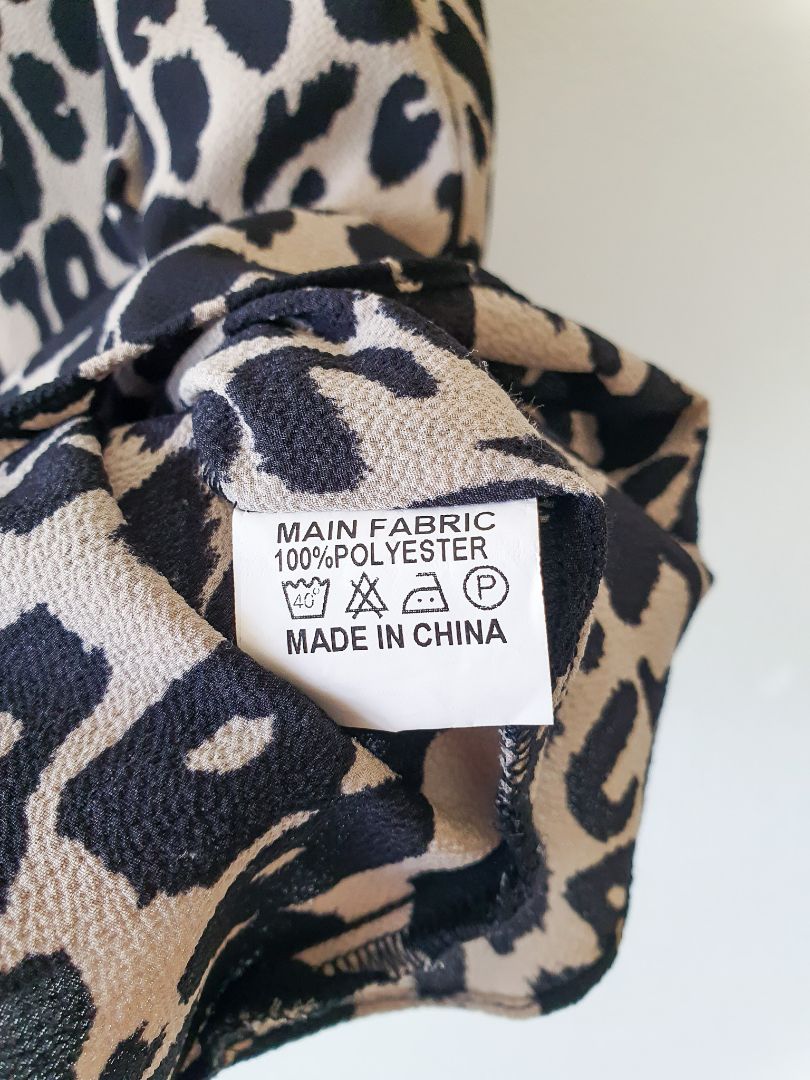 MAIN FABRIC
100%POLYESTER
40° P
MADE IN CHINA